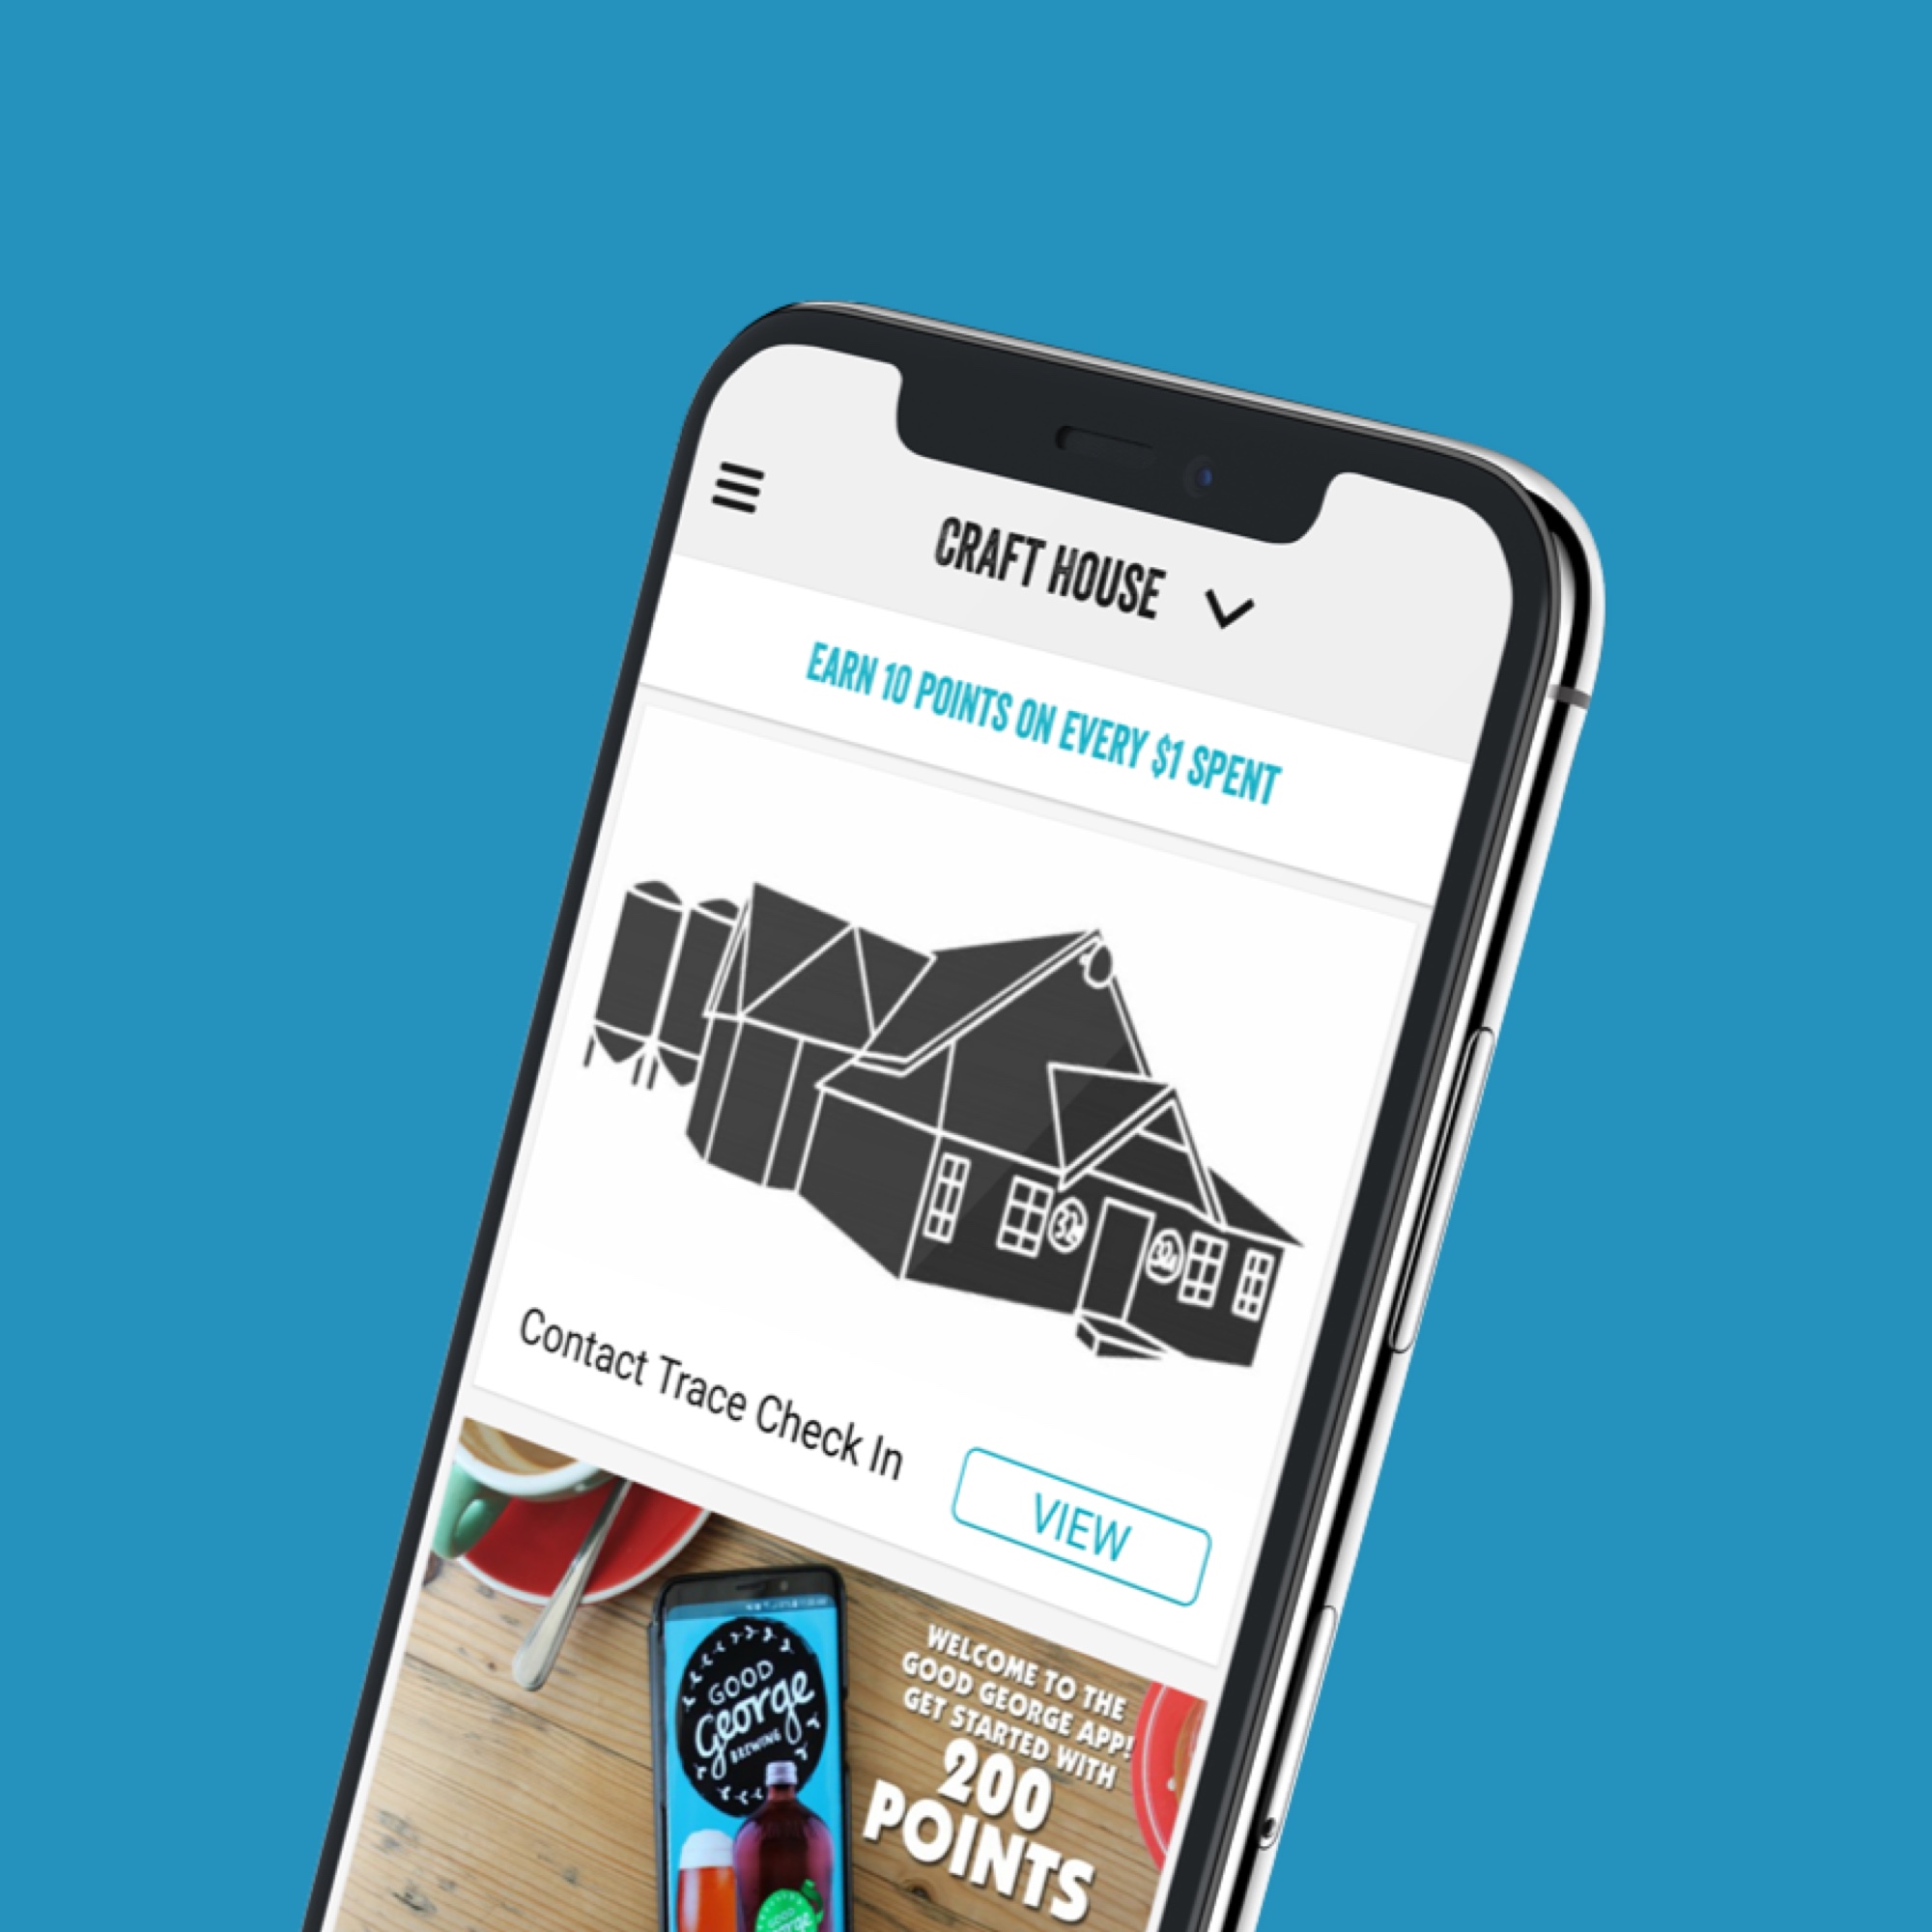 CRAFT HOUSE
EARN 10 POINTS ON EVERY $1 SPENT
Contact Trace Check In
VIEW
GOOD
George
BREWING
WELCOME TO THE
GOOD GEORGE APP!
GET STARTED WITH
200
POINTS
GOOD